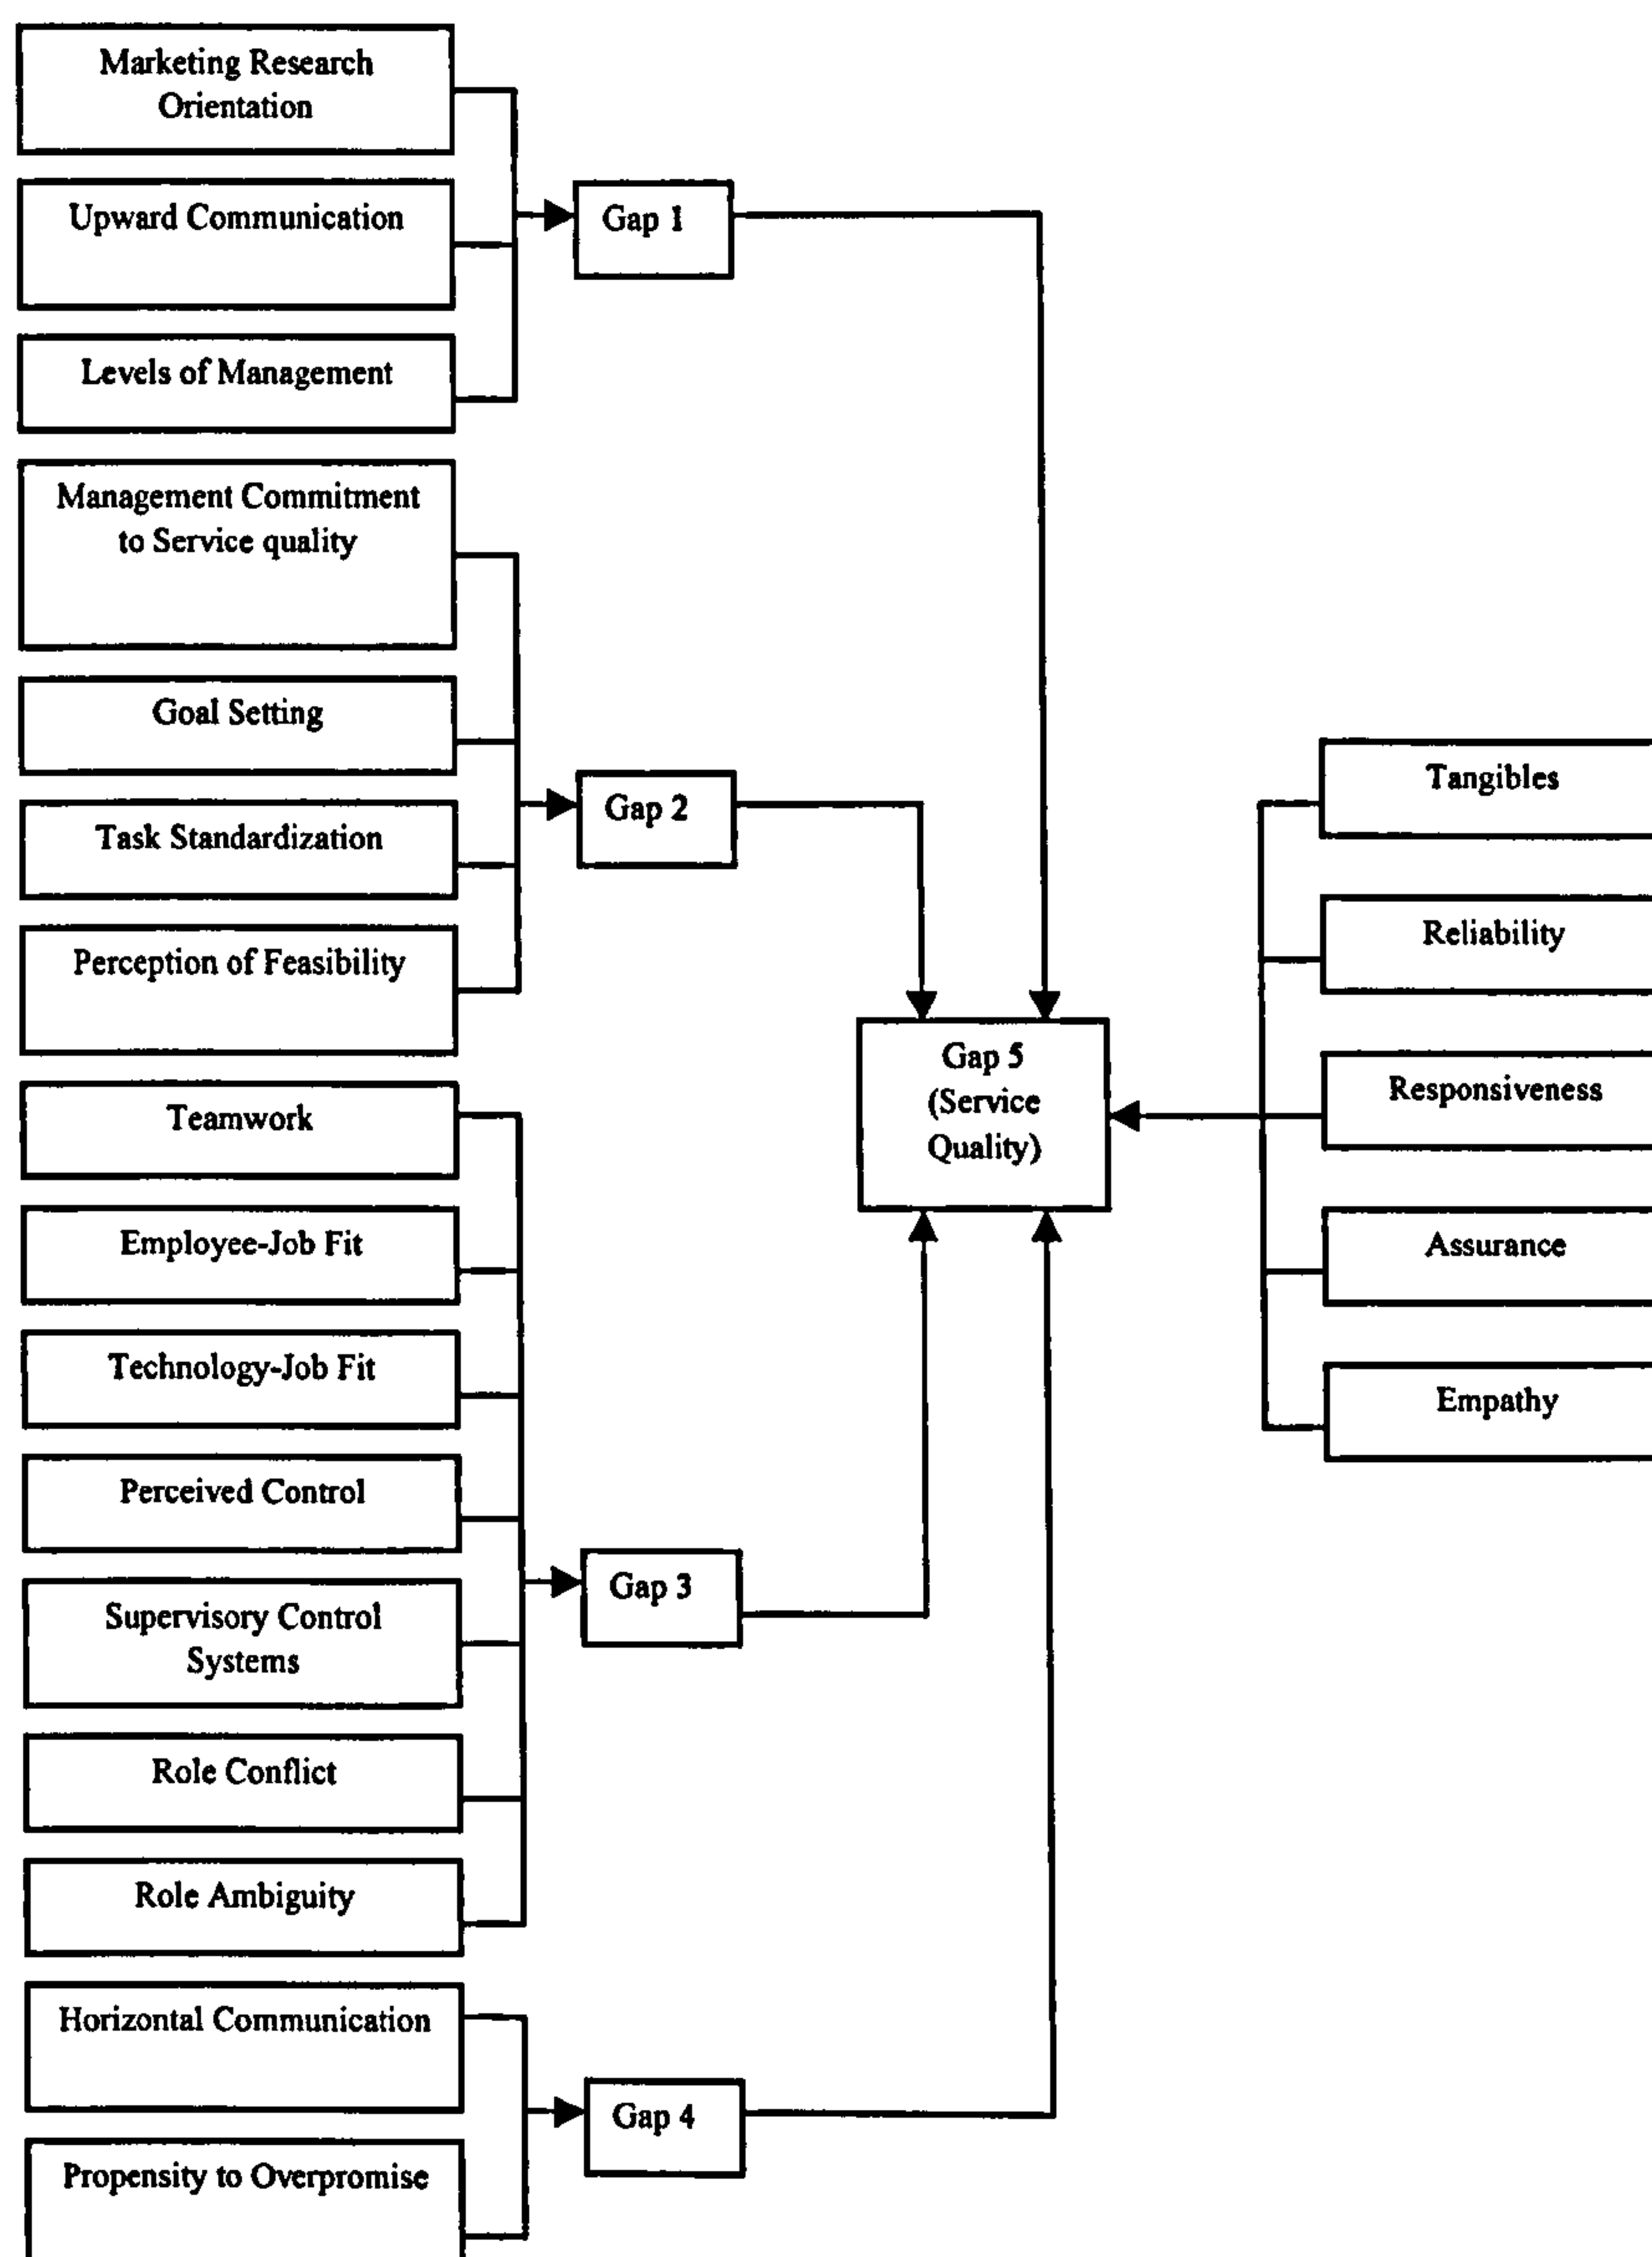 Marketing Research
Orientation
Upward Communication
Levels of Management
Management Commitment
to Service quality
Goal Setting
Task Standardization
Perception of Feasibility
Teamwork
Employee-Job Fit
Technology-Job Fit
Perceived Control
Supervisory Control
Systems
Role Conflict
Role Ambiguity
Horizontal Communication
Propensity to Overpromise
Gap 1
Gap 2
Gap 3
Gap 4
Gap 5
(Service
Quality)
Tangibles
Reliability
Responsiveness
Assurance
Empathy